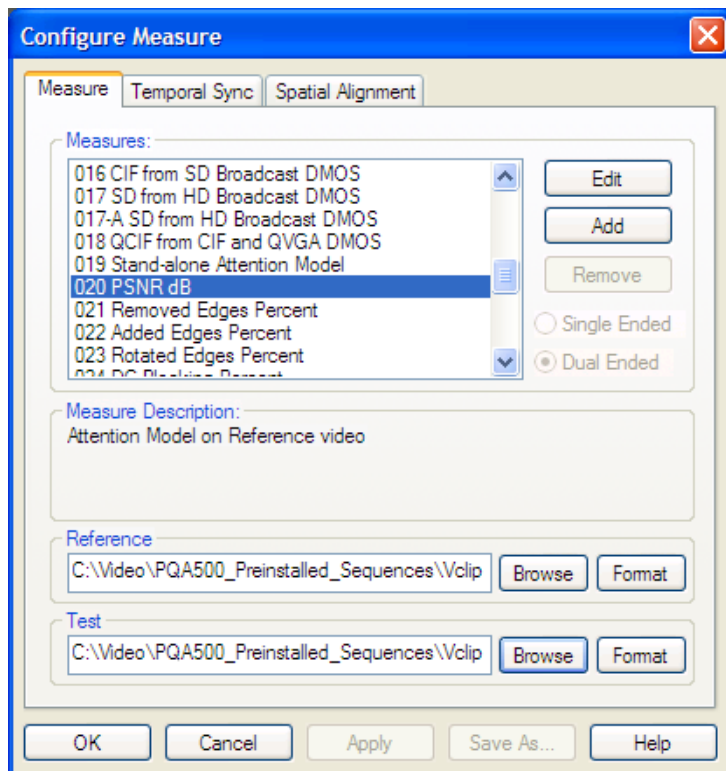 Configure Measure
Measure Temporal Sync Spatial Alignment
Measures:
016 CIF from SD Broadcast DMOS
017 SD from HD Broadcast DMOS
017-A SD from HD Broadcast DMOS
018 QCIF from CIF and QVGA DMOS
019 Stand-alone Attention Model
020 PSNR dB
021 Removed Edges Percent
022 Added Edges Percent
023 Rotated Edges Percent
024 DC Blocking Percent
Edit
Add
Remove
Single Ended
Dual Ended
Measure Description:
Attention Model on Reference video
Reference
C:\Video\PQA500_Preinstalled_Sequences\Vclip Browse Format
Test
C:\Video\PQA500_Preinstalled_Sequences\Vclip Browse Format
OK Cancel Apply Save As... Help